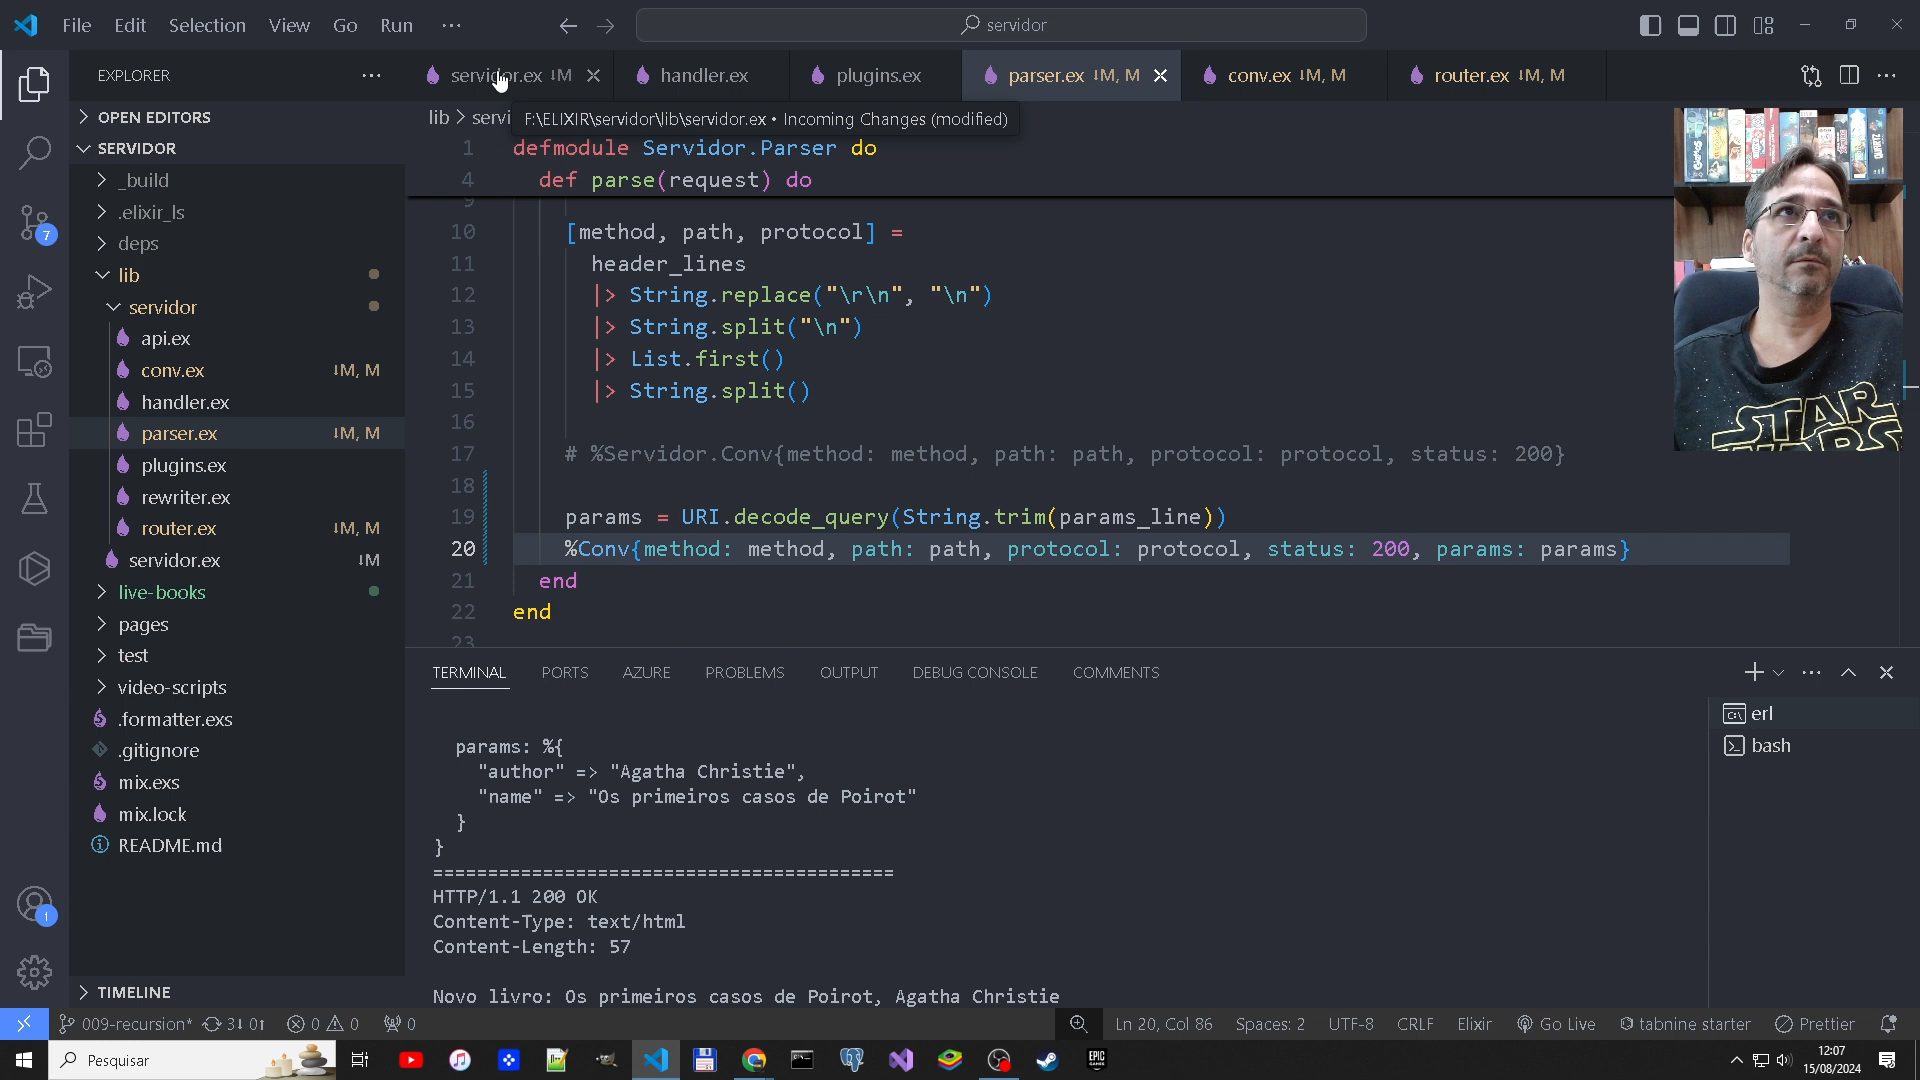 File Edit Selection View Go Run ···
servidor
EXPLORER
servidor.ex ↓M
handler.ex
plugins.ex
parser.ex ↓M, M
conv.ex ↓M, M
router.ex ↓M, M
OPEN EDITORS
SERVIDOR
_build
.elixir_ls
deps
lib
servidor
api.ex
conv.ex ↓M, M
handler.ex
parser.ex ↓M, M
plugins.ex
rewriter.ex
router.ex ↓M, M
servidor.ex ↓M
live-books
pages
test
video-scripts
.formatter.exs
.gitignore
mix.exs
mix.lock
README.md
TIMELINE
7
1
lib > servi
F:\ELIXIR\servidor\lib\servidor.ex • Incoming Changes (modified)
1 defmodule Servidor.Parser do
4 def parse(request) do
9
10 [method, path, protocol] =
11 header_lines
12 |> String.replace("\r\n", "\n")
13 |> String.split("\n")
14 |> List.first()
15 |> String.split()
16
17 # %Servidor.Conv{method: method, path: path, protocol: protocol, status: 200}
18
19 params = URI.decode_query(String.trim(params_line))
20 %Conv{method: method, path: path, protocol: protocol, status: 200, params: params}
21 end
22 end
23
STAR
TERMINAL PORTS AZURE PROBLEMS OUTPUT DEBUG CONSOLE COMMENTS
erl
bash
params: %{
"author" => "Agatha Christie",
"name" => "Os primeiros casos de Poirot"
}
}
==========================================
HTTP/1.1 200 OK
Content-Type: text/html
Content-Length: 57
Novo livro: Os primeiros casos de Poirot, Agatha Christie
009-recursion* 3↓ 0↑ 0 0 0
Ln 20, Col 86 Spaces: 2 UTF-8 CRLF Elixir Go Live tabnine starter Prettier
Pesquisar
EPIC GAMES
12:07
15/08/2024